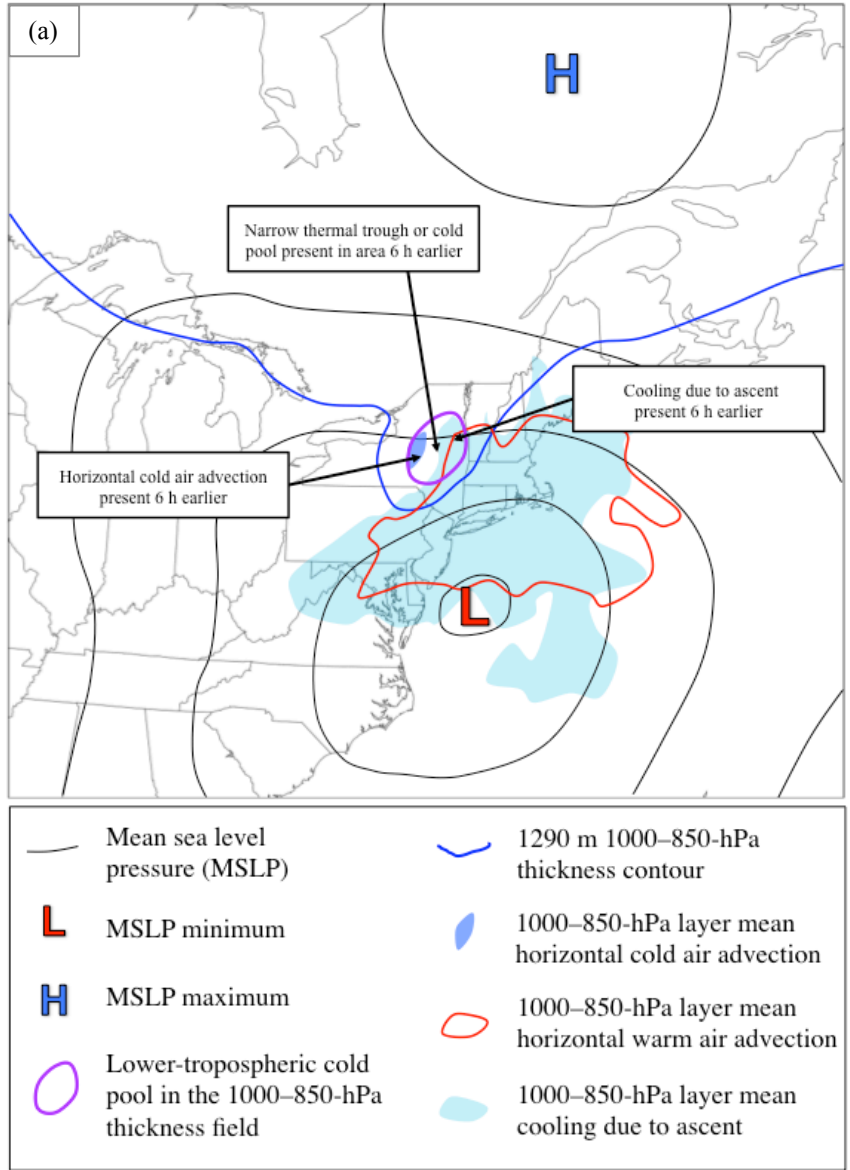 (a)
H
Narrow thermal trough or cold
pool present in area 6 h earlier
Cooling due to ascent
present 6 h earlier
Horizontal cold air advection
present 6 h earlier
L
Mean sea level
pressure (MSLP)
L
MSLP minimum
H
MSLP maximum
Lower-tropospheric cold
pool in the 1000–850-hPa
thickness field
1290 m 1000–850-hPa
thickness contour
1000–850-hPa layer mean
horizontal cold air advection
1000–850-hPa layer mean
horizontal warm air advection
1000–850-hPa layer mean
cooling due to ascent